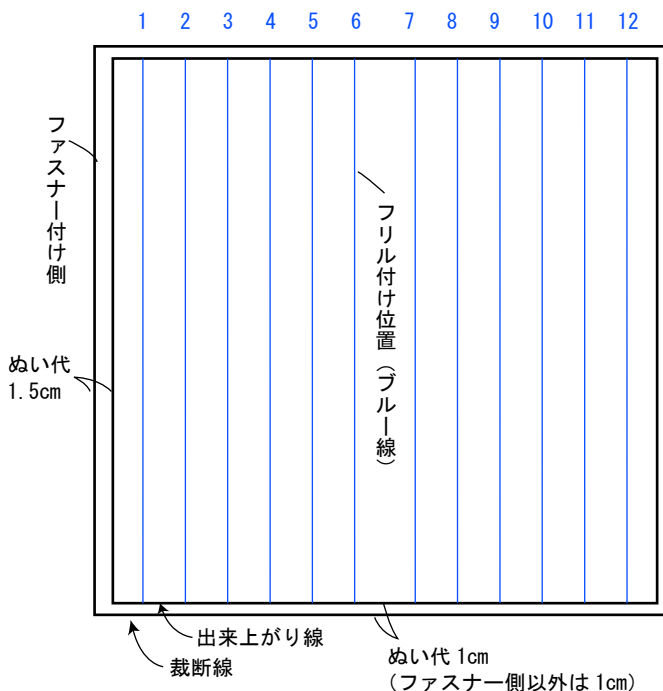 1 2 3 4 5 6 7 8 9 10 11 12
ファスナー付け側
フリル付け位置（ブルー線）
ぬい代
1.5cm
出来上がり線
裁断線
ぬい代 1cm
（ファスナー側以外は 1cm）